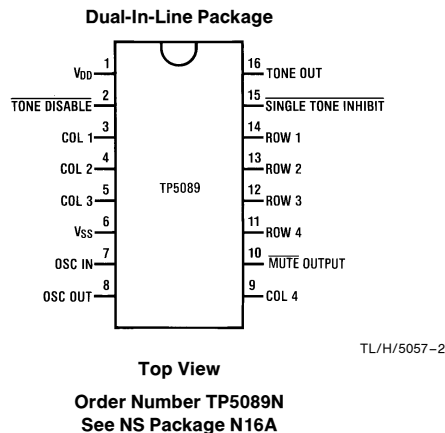 Dual-In-Line Package
VDD 1
TONE DISABLE 2
COL 1 3
COL 2 4
COL 3 5
VSS 6
OSC IN 7
OSC OUT 8
TP5089
16 TONE OUT
15 SINGLE TONE INHIBIT
14 ROW 1
13 ROW 2
12 ROW 3
11 ROW 4
10 MUTE OUTPUT
9 COL 4
TL/H/5057–2
Top View
Order Number TP5089N
See NS Package N16A